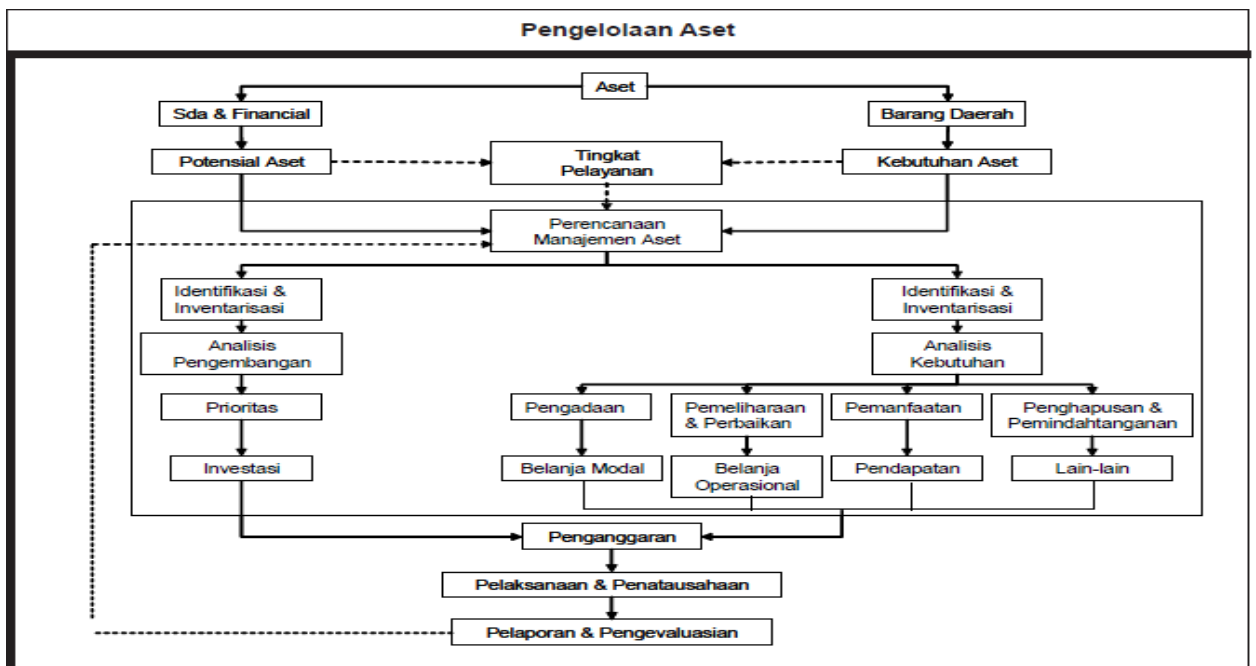 Pengelolaan Aset
Aset
Sda & Financial
Barang Daerah
Potensial Aset
Tingkat
Pelayanan
Kebutuhan Aset
Perencanaan
Manajemen Aset
Identifikasi &
Inventarisasi
Identifikasi &
Inventarisasi
Analisis
Pengembangan
Analisis
Kebutuhan
Prioritas
Pengadaan
Pemeliharaan
& Perbaikan
Pemanfaatan
Penghapusan &
Pemindahtanganan
Investasi
Belanja Modal
Belanja
Operasional
Pendapatan
Lain-lain
Penganggaran
Pelaksanaan & Penatausahaan
Pelaporan & Pengevaluasian